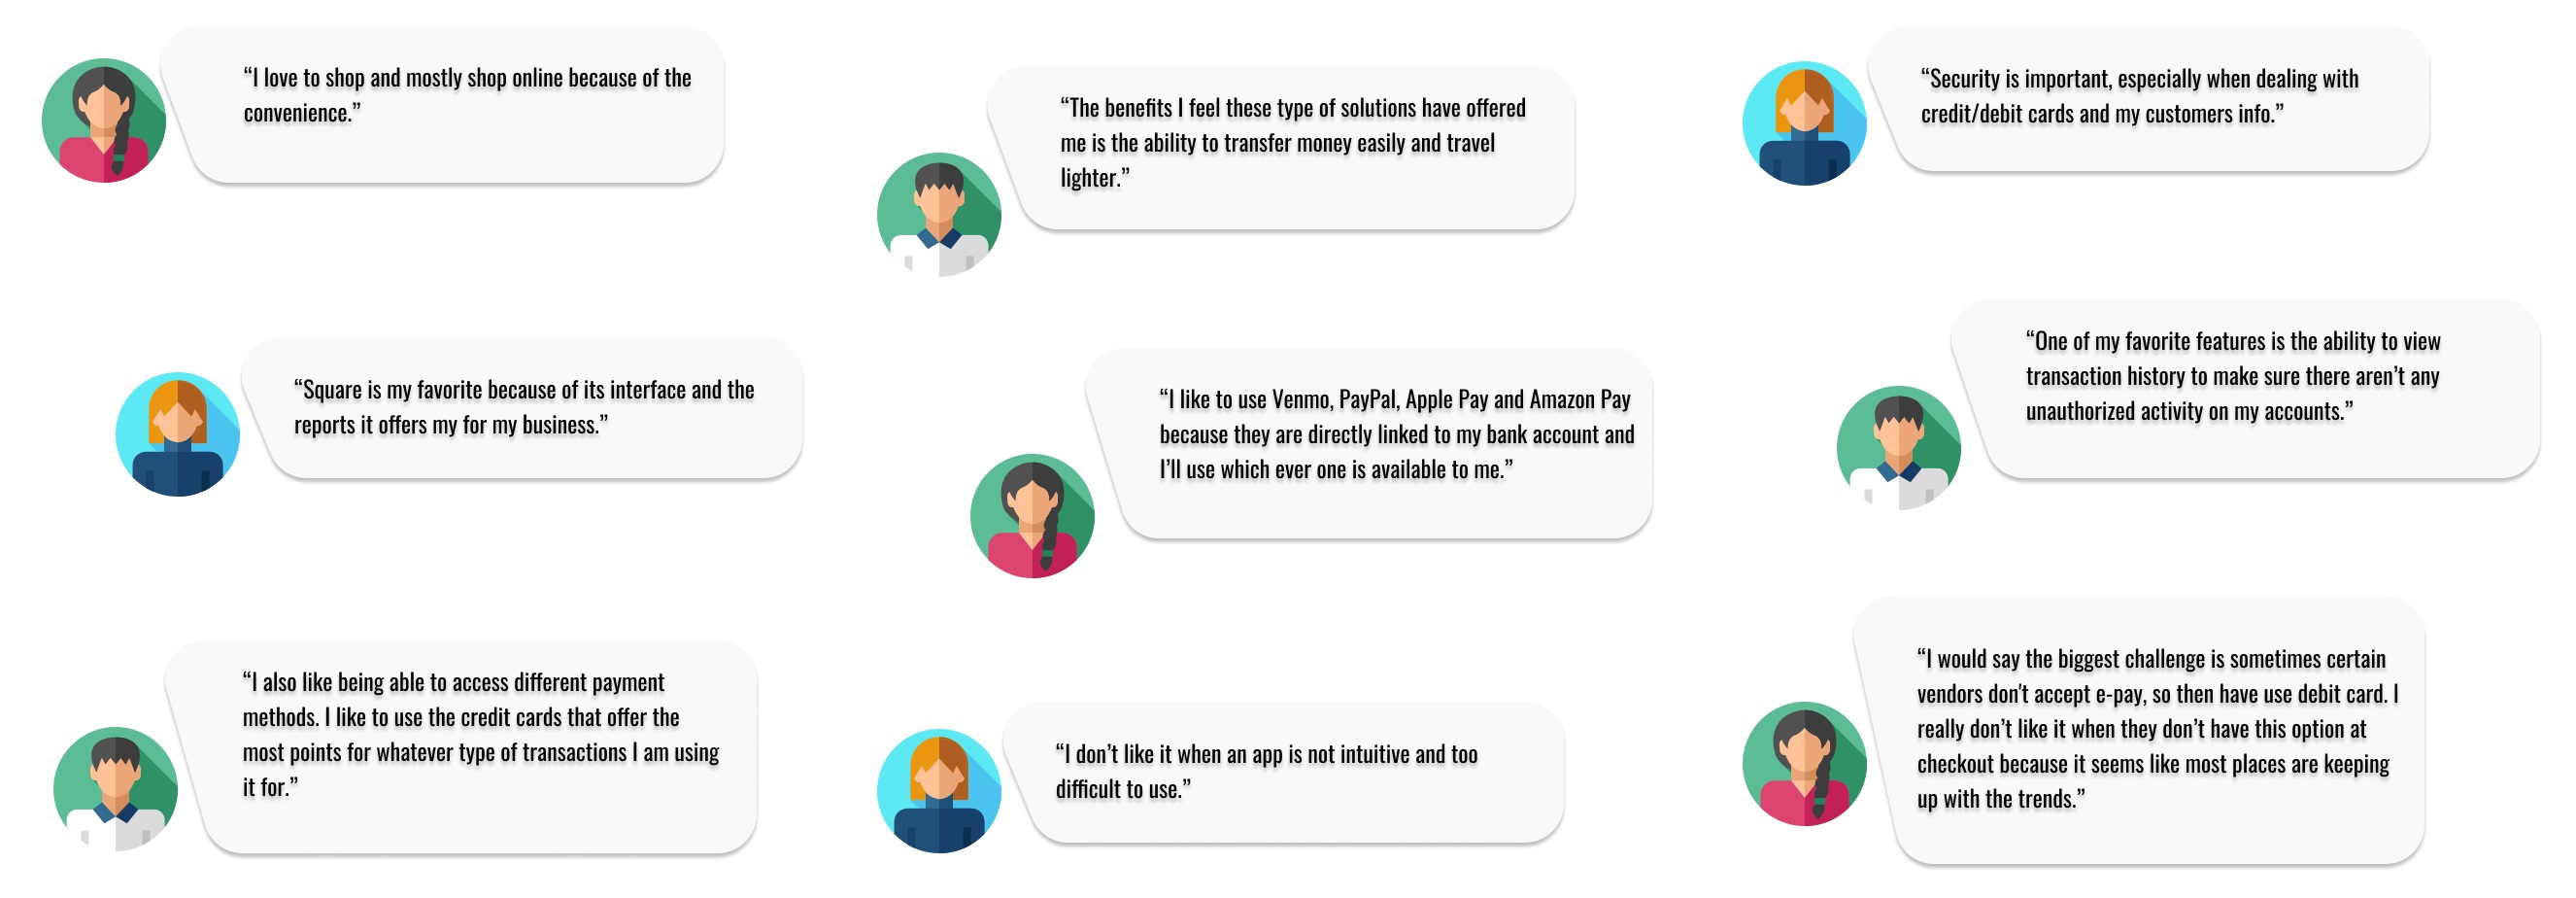 “I love to shop and mostly shop online because of the
convenience.”
“The benefits I feel these type of solutions have offered
me is the ability to transfer money easily and travel
lighter.”
“Security is important, especially when dealing with
credit/debit cards and my customers info.”
“Square is my favorite because of its interface and the
reports it offers my for my business.”
“I like to use Venmo, PayPal, Apple Pay and Amazon Pay
because they are directly linked to my bank account and
I’ll use which ever one is available to me.”
“One of my favorite features is the ability to view
transaction history to make sure there aren’t any
unauthorized activity on my accounts.”
“I also like being able to access different payment
methods. I like to use the credit cards that offer the
most points for whatever type of transactions I am using
it for.”
“I don’t like it when an app is not intuitive and too
difficult to use.”
“I would say the biggest challenge is sometimes certain
vendors don't accept e-pay, so then have use debit card. I
really don’t like it when they don’t have this option at
checkout because it seems like most places are keeping
up with the trends.”